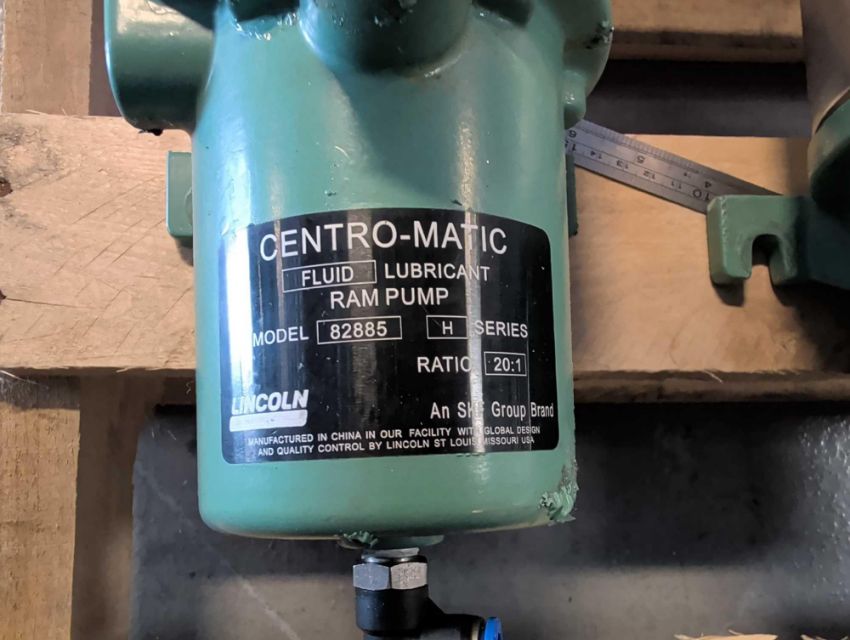 CENTRO-MATIC
FLUID LUBRICANT
RAM PUMP
MODEL 82885 H SERIES
RATIO 20:1
LINCOLN
An SKF Group Brand
MANUFACTURED IN CHINA IN OUR FACILITY WITH GLOBAL DESIGN
AND QUALITY CONTROL BY LINCOLN ST LOUIS, MISSOURI USA